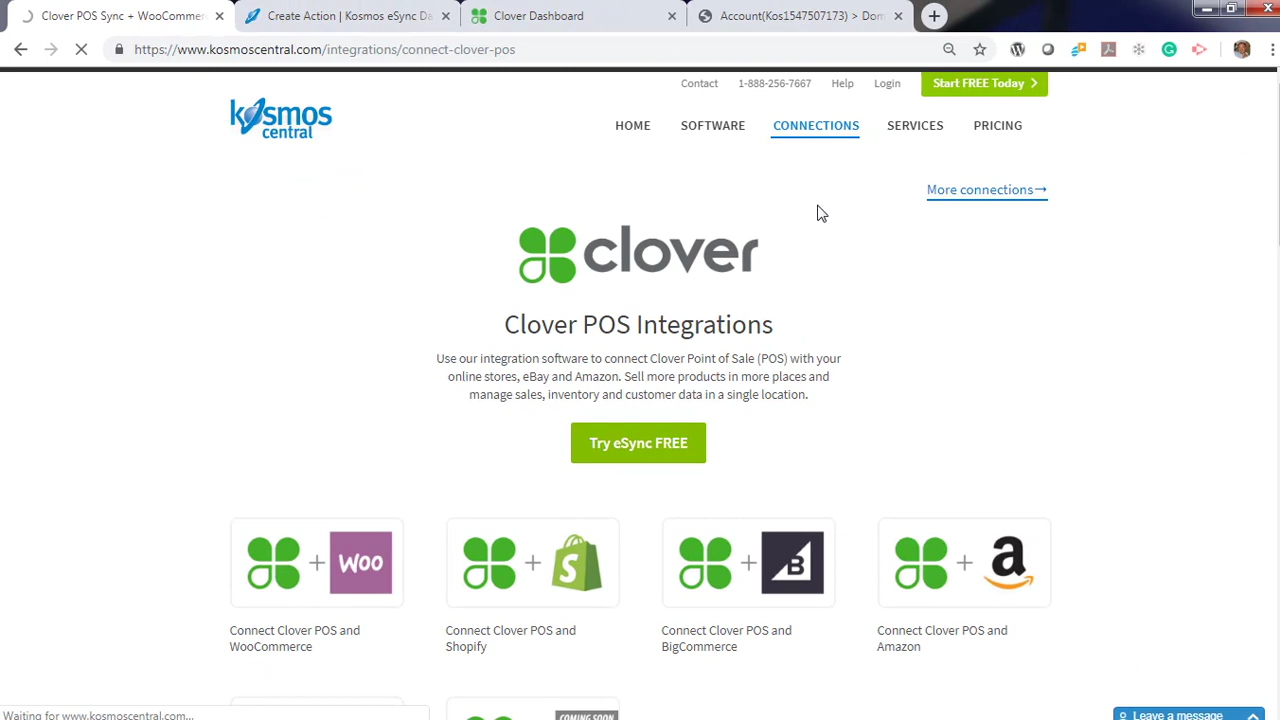 Clover POS Sync + WooCommer
Create Action | Kosmos eSync Da
Clover Dashboard
Account(Kos1547507173) > Dom
https://www.kosmoscentral.com/integrations/connect-clover-pos
Contact 1-888-256-7667 Help Login Start FREE Today >
kosmos central
HOME SOFTWARE CONNECTIONS SERVICES PRICING
More connections→
clover
Clover POS Integrations
Use our integration software to connect Clover Point of Sale (POS) with your
online stores, eBay and Amazon. Sell more products in more places and
manage sales, inventory and customer data in a single location.
Try eSync FREE
+ WOO
+ S
+ B
+ a
Connect Clover POS and
WooCommerce
Connect Clover POS and
Shopify
Connect Clover POS and
BigCommerce
Connect Clover POS and
Amazon
COMING SOON
Waiting for www.kosmoscentral.com...
Leave a message